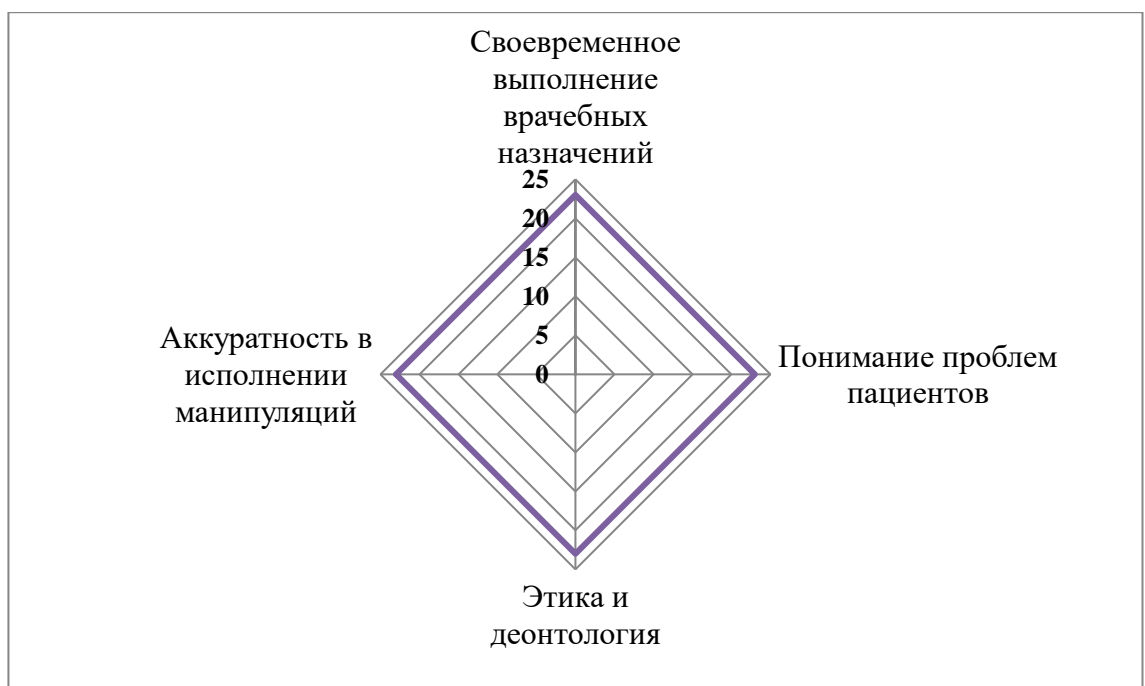 Своевременное
выполнение
врачебных
назначений
25
20
15
10
5
0
Аккуратность в
исполнении
манипуляций
Понимание проблем
пациентов
Этика и
деонтология